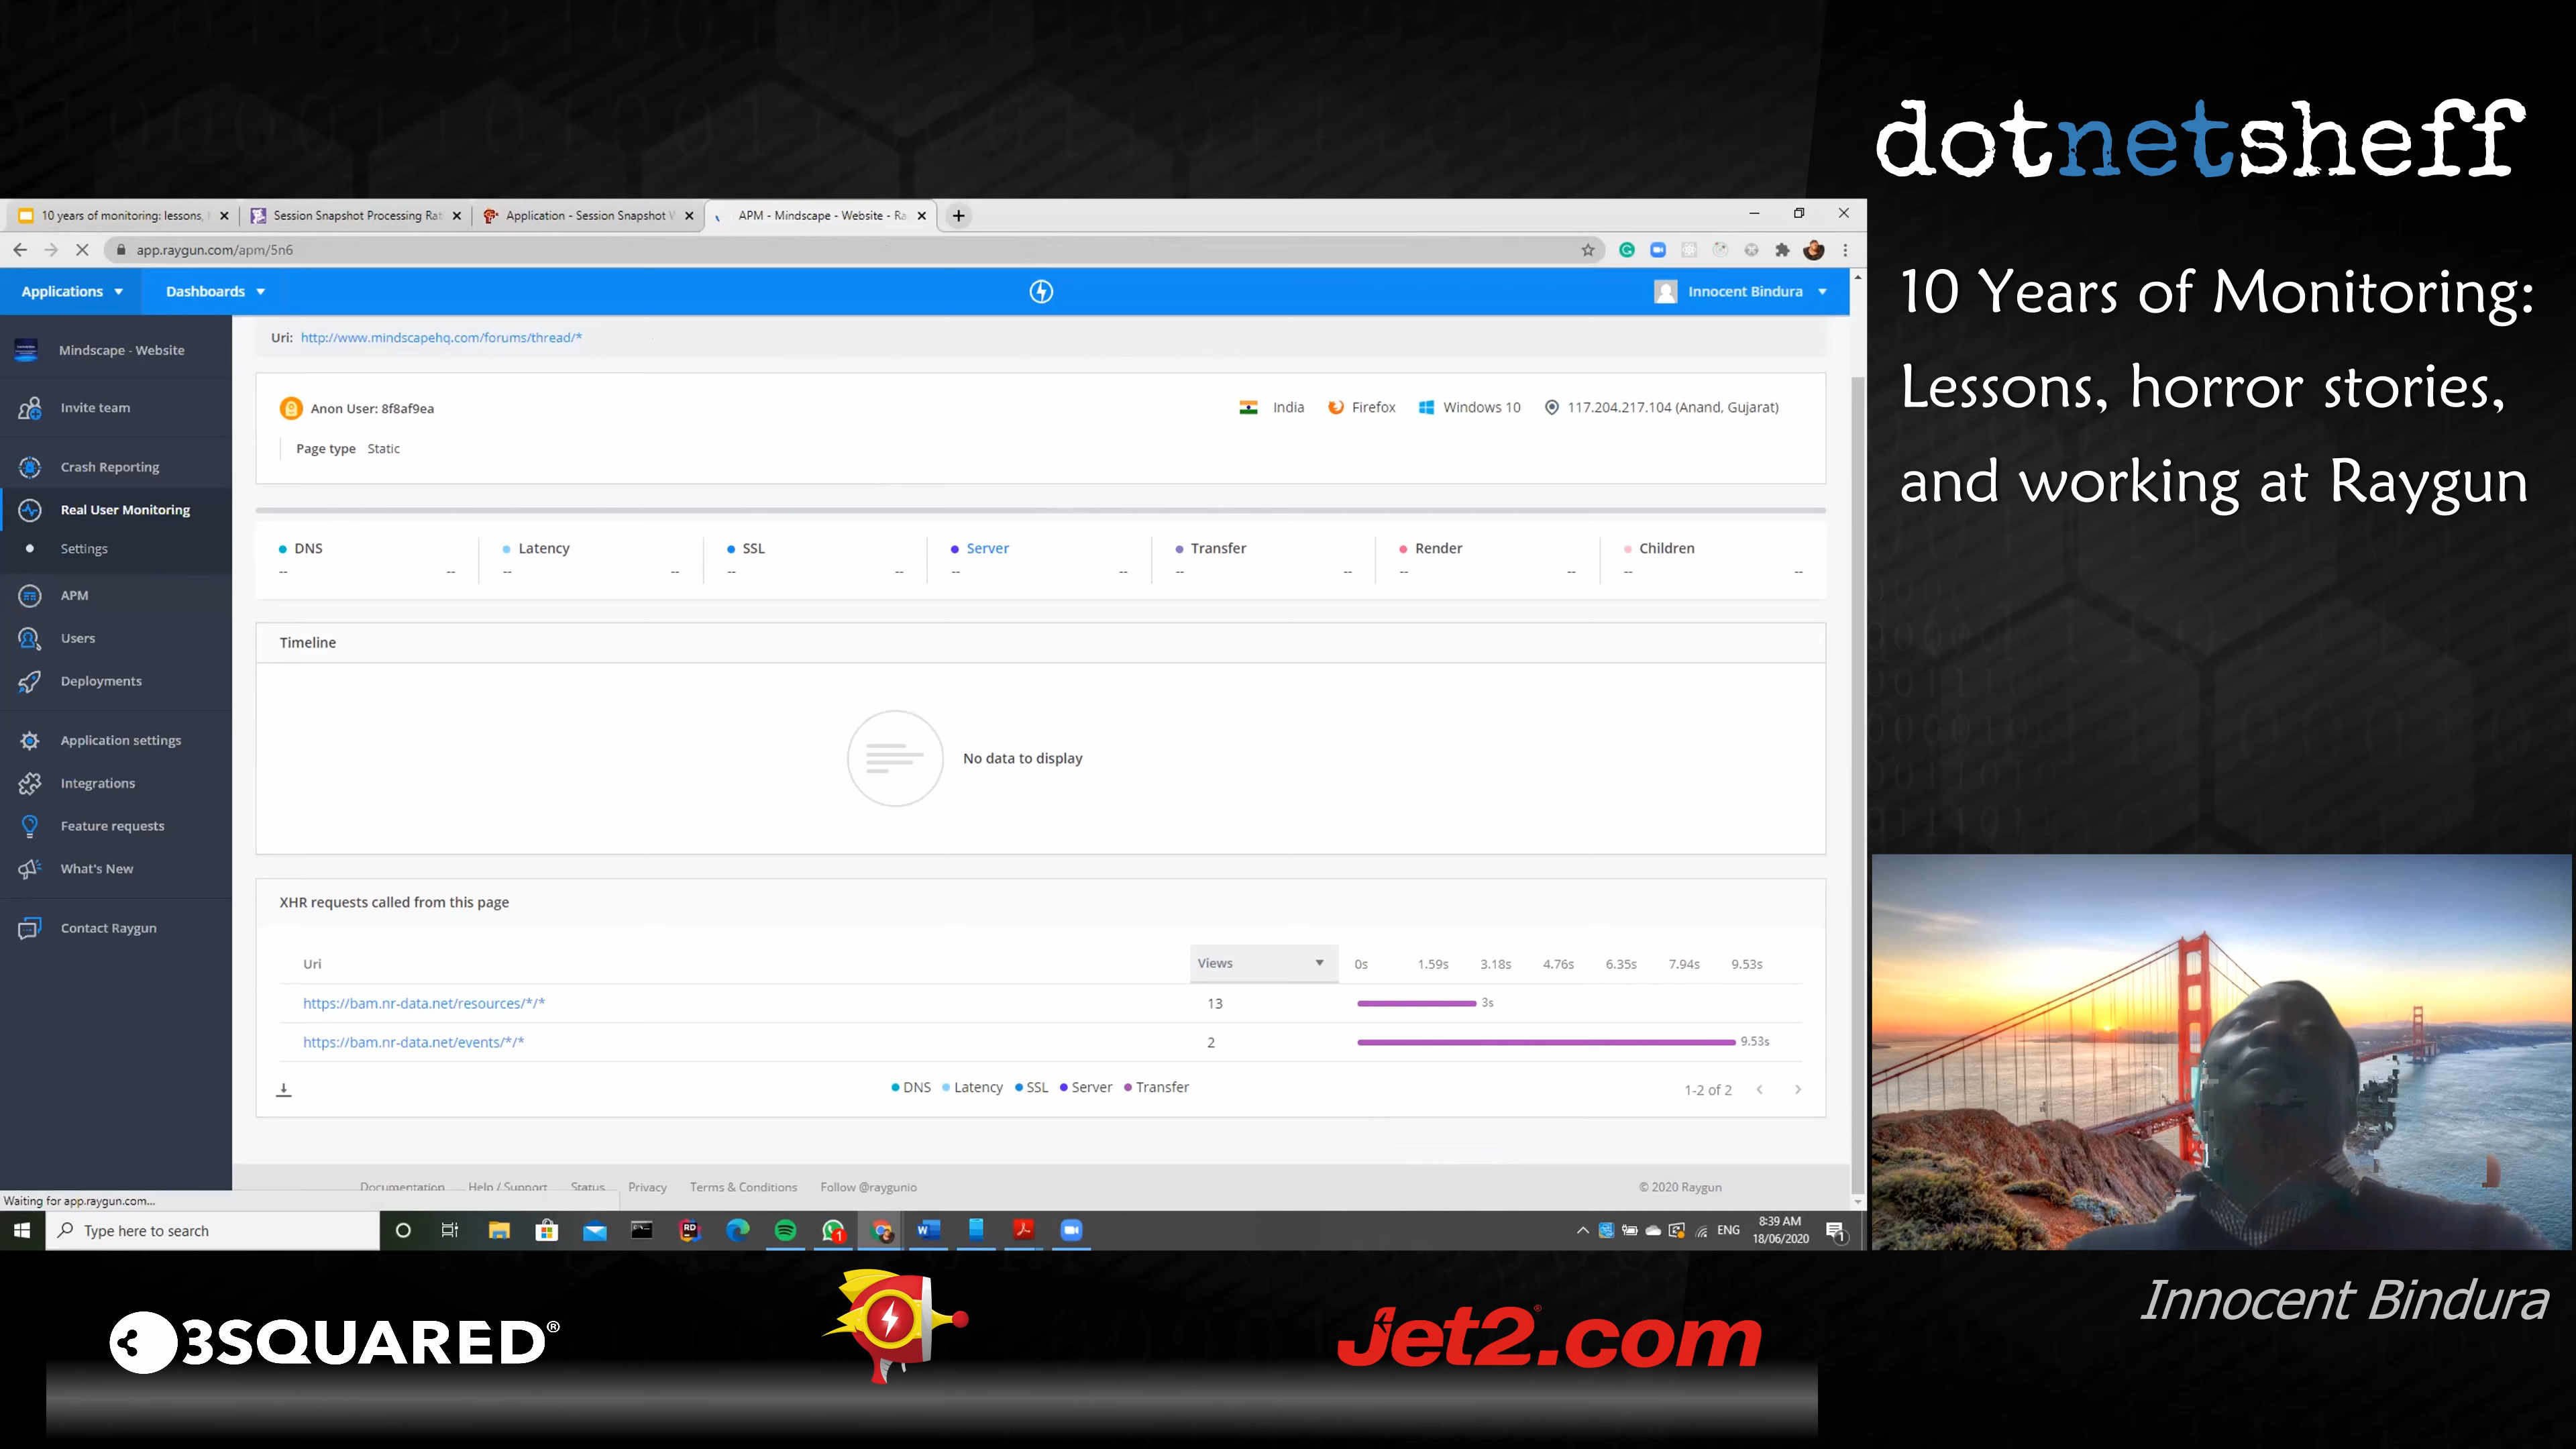 dotnetsheff
10 Years of Monitoring:
Lessons, horror stories,
and working at Raygun
10 years of monitoring: lessons,
Session Snapshot Processing Rat
Application - Session Snapshot
APM - Mindscape - Website - Ra
app.raygun.com/apm/5n6
Applications
Dashboards
Innocent Bindura
Mindscape - Website
Invite team
Crash Reporting
Real User Monitoring
Settings
APM
Users
Deployments
Application settings
Integrations
Feature requests
What's New
Contact Raygun
Uri: http://www.mindscapehq.com/forums/thread/*
Anon User: 8f8af9ea
India Firefox Windows 10 117.204.217.104 (Anand, Gujarat)
Page type Static
DNS Latency SSL Server Transfer Render Children
-- -- -- -- -- -- -- -- -- -- -- -- -- --
Timeline
No data to display
XHR requests called from this page
Uri Views 0s 1.59s 3.18s 4.76s 6.35s 7.94s 9.53s
https://bam.nr-data.net/resources/*/* 13 3s
https://bam.nr-data.net/events/*/* 2 9.53s
DNS Latency SSL Server Transfer
1-2 of 2
Documentation Help / Support Status Privacy Terms & Conditions Follow @raygunio © 2020 Raygun
Waiting for app.raygun.com...
Type here to search
RD
1
ENG
8:39 AM
18/06/2020
1
3SQUARED®
Jet2.com®
Innocent Bindura